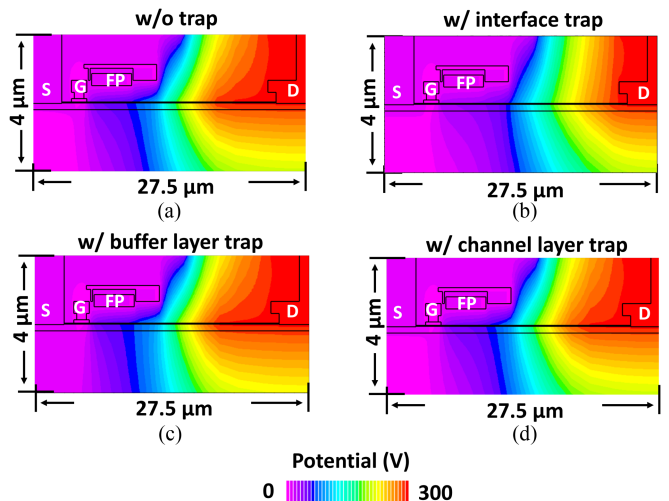 w/o trap
w/ interface trap
S
G
FP
D
4 μm
27.5 μm
(a)
S
G
FP
D
4 μm
27.5 μm
(b)
w/ buffer layer trap
w/ channel layer trap
S
G
FP
D
4 μm
27.5 μm
(c)
S
G
FP
D
4 μm
27.5 μm
(d)
Potential (V)
0 300